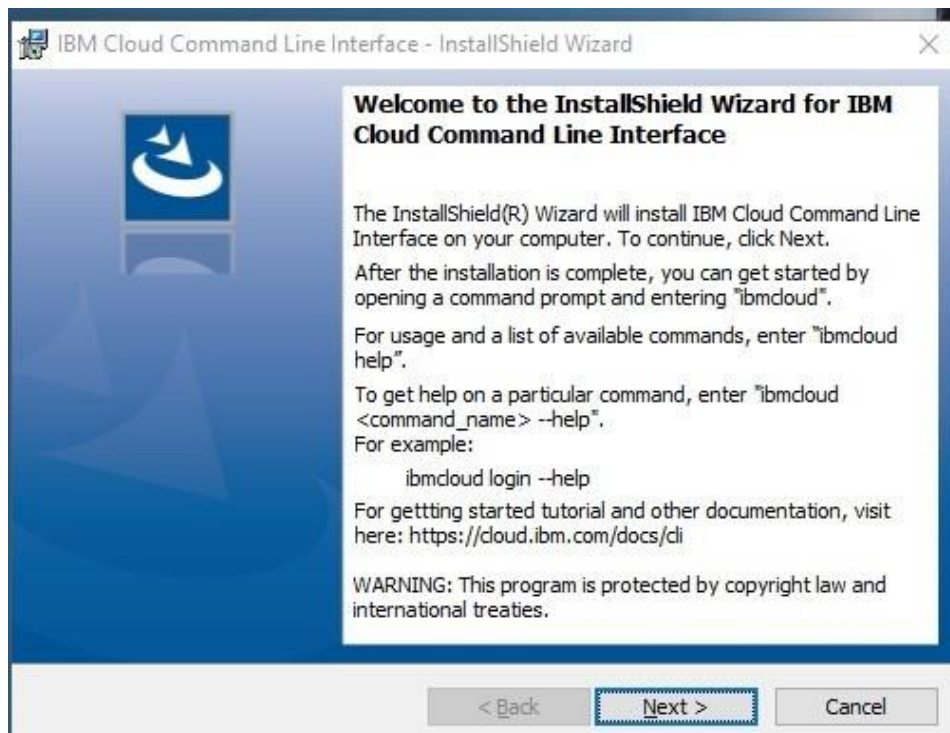 IBM Cloud Command Line Interface - InstallShield Wizard
Welcome to the InstallShield Wizard for IBM
Cloud Command Line Interface
The InstallShield(R) Wizard will install IBM Cloud Command Line
Interface on your computer. To continue, click Next.
After the installation is complete, you can get started by
opening a command prompt and entering "ibmcloud".
For usage and a list of available commands, enter "ibmcloud
help".
To get help on a particular command, enter "ibmcloud
<command_name> --help".
For example:
ibmcloud login --help
For gettting started tutorial and other documentation, visit
here: https://cloud.ibm.com/docs/cli
WARNING: This program is protected by copyright law and
international treaties.
< Back
Next >
Cancel